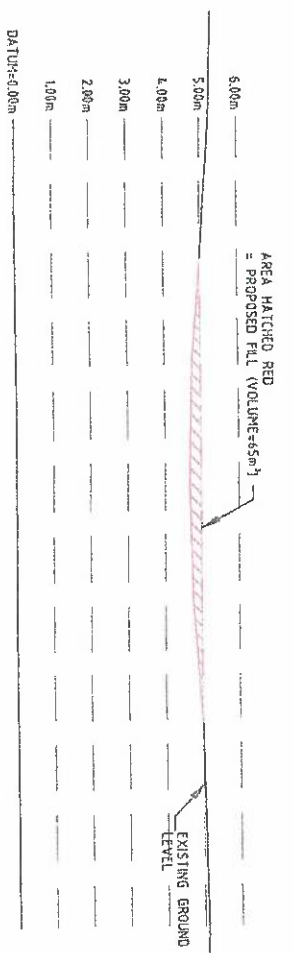 AREA HATCHED RED
= PROPOSED FILL (VOLUME=65m³)
6.00m
5.00m
4.00m
3.00m
2.00m
1.00m
DATUM=0.00m
EXISTING GROUND
LEVEL